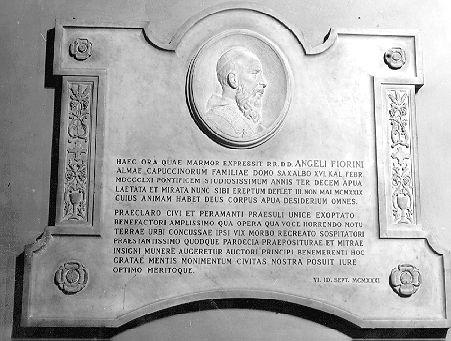 HAEC ORA QUAE MARMOR EXPRESSIT R.R.D.D. ANGELI FIORINI
ALMAE CAPUCCINORUM FAMILIAE DOMO SAXALBO XVI KAL. FEBR.
MDCCCLXI PONTIFICEM STUDIOSISSIMUM ANNIS TER DECEM APUA
LAETATA ET MIRATA NUNC SIBI EREPTUM DEFLET III. NON MAI MCMXXIX
CUIUS ANIMAM HABET DEUS CORPUS APUA DESIDERIUM OMNES.
PRAECLARO CIVI ET PERAMANTI PRAESULI UNICE EXOPTATO
BENEFACTORI AMPLISSIMO QUA OPERA QUA VOCE HORRENDO MOTU
TERRAE URBI CONCUSSAE IPSI VIX MORBO RECREATO SOSPITATORI
PRAESTANTISSIMO QUODQUE PAROECIA PRAEPOSITURAE ET MITRAE
INSIGNI MUNERE AUGERETUR AUCTORI PRINCIPI BENEMERENTI HOC
GRATAE MENTIS MONIMENTUM CIVITAS NOSTRA POSUIT IURE
OPTIMO MERITOQUE.
VI. ID. SEPT. MCMXXXI